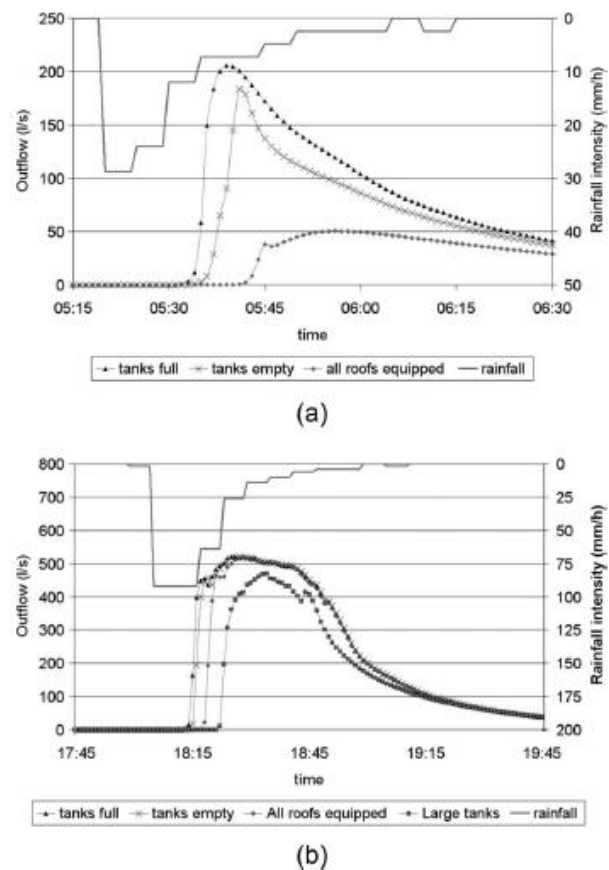 250
200
150
100
50
0
Outflow (l/s)
0
10
20
30
40
50
Rainfall intensity (mm/h)
05:15 05:30 05:45 06:00 06:15 06:30
time
tanks full tanks empty all roofs equipped rainfall
(a)
800
700
600
500
400
300
200
100
0
Outflow (l/s)
0
25
50
75
100
125
150
175
200
Rainfall intensity (mm/h)
17:45 18:15 18:45 19:15 19:45
time
tanks full tanks empty All roofs equipped Large tanks rainfall
(b)